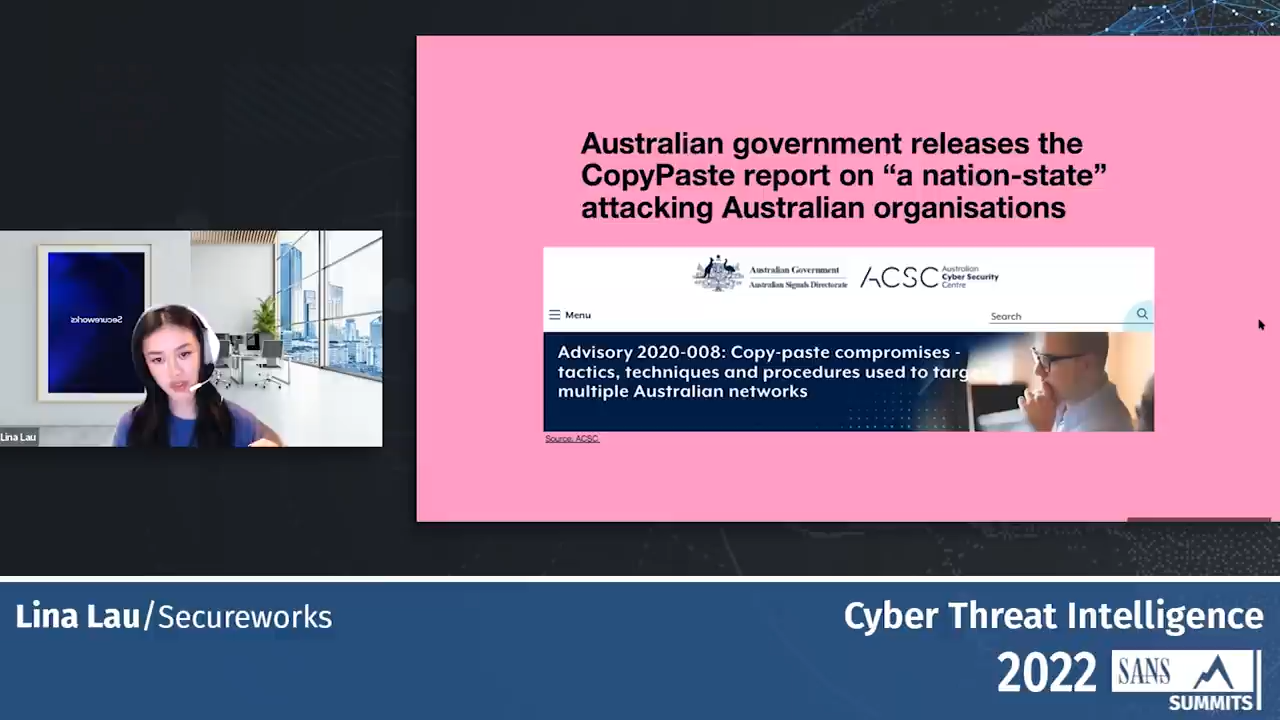 Australian government releases the
CopyPaste report on “a nation-state”
attacking Australian organisations
Australian Government
Australian Signals Directorate
ACSC
Australian
Cyber Security
Centre
Menu
Search
Advisory 2020-008: Copy-paste compromises -
tactics, techniques and procedures used to targe
multiple Australian networks
Source: ACSC
Secureworks
Lina Lau
Lina Lau/Secureworks
Cyber Threat Intelligence
2022
SANS
SUMMITS